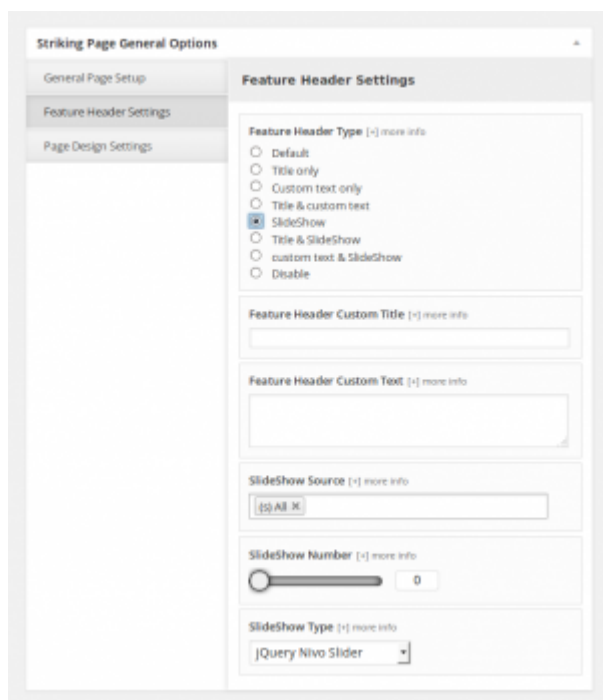 Striking Page General Options
General Page Setup
Feature Header Settings
Page Design Settings
Feature Header Settings
Feature Header Type [+] more info
Default
Title only
Custom text only
Title & custom text
SlideShow
Title & SlideShow
custom text & SlideShow
Disable
Feature Header Custom Title [+] more info
Feature Header Custom Text [+] more info
SlideShow Source [+] more info
(s) All ×
SlideShow Number [+] more info
0
SlideShow Type [+] more info
jQuery Nivo Slider